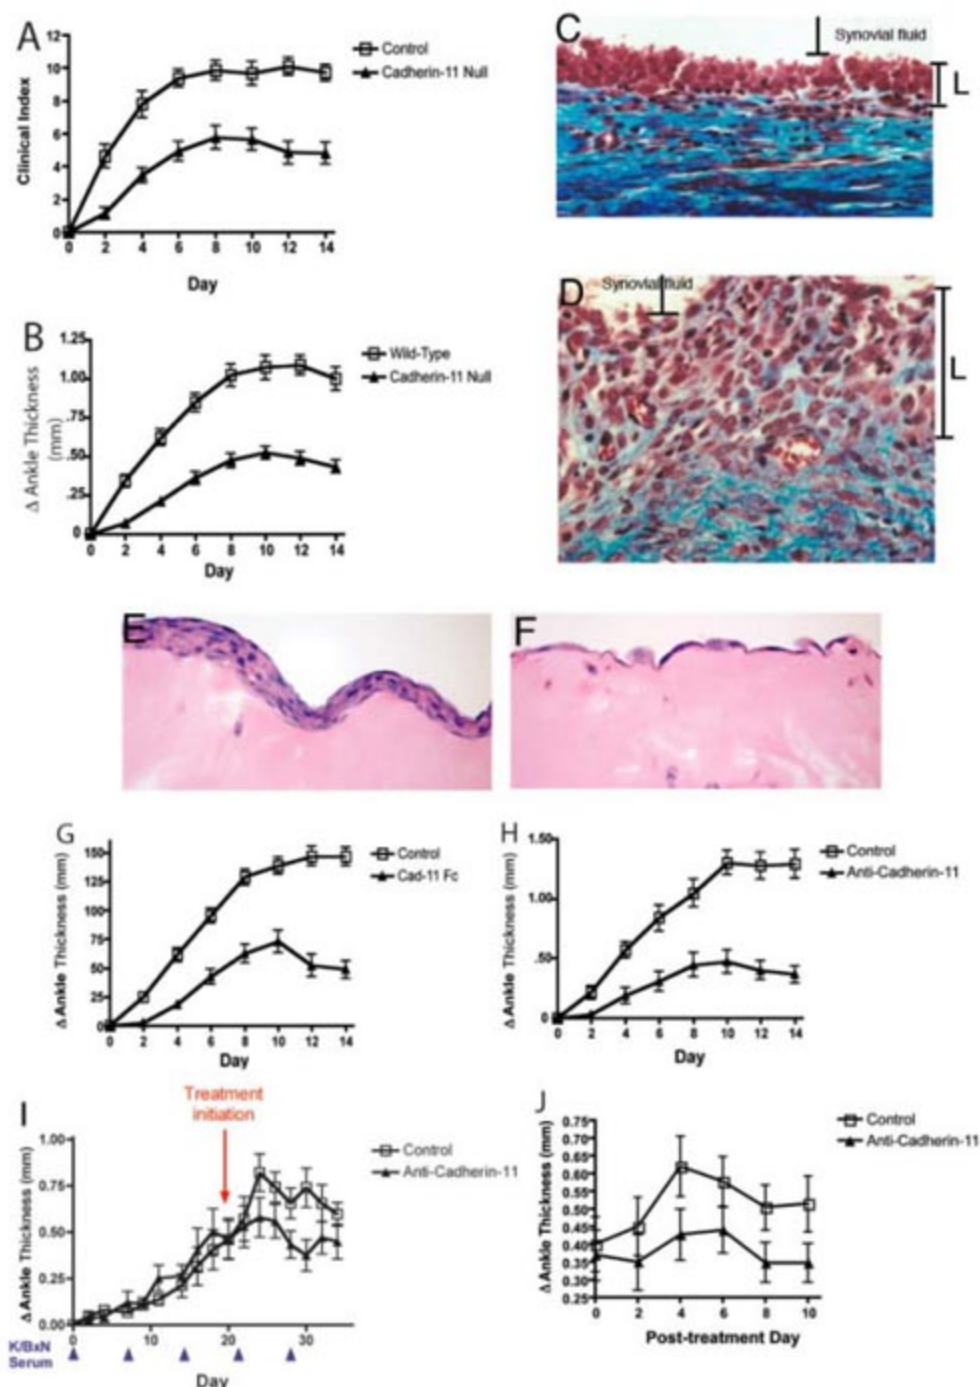 A
12
10
8
6
4
2
0
Clinical Index
0 2 4 6 8 10 12 14
Day
Control
Cadherin-11 Null
C
Synovial fluid
L
B
1.25
1.00
.75
.50
.25
0
Δ Ankle Thickness
(mm)
0 2 4 6 8 10 12 14
Day
Wild-Type
Cadherin-11 Null
D
Synovial fluid
L
E
F
G
150
125
100
75
50
25
0
Δ Ankle Thickness (mm)
0 2 4 6 8 10 12 14
Day
Control
Cad-11 Fc
H
1.50
1.00
.50
0
Δ Ankle Thickness (mm)
0 2 4 6 8 10 12 14
Day
Control
Anti-Cadherin-11
I
Treatment
initiation
1.00
0.75
0.50
0.25
0.00
Δ Ankle Thickness (mm)
0 10 20 30
K/BxN
Serum
Day
Control
Anti-Cadherin-11
J
0.75
0.70
0.65
0.60
0.55
0.50
0.45
0.40
0.35
0.30
0.25
Δ Ankle Thickness (mm)
0 2 4 6 8 10
Post-treatment Day
Control
Anti-Cadherin-11